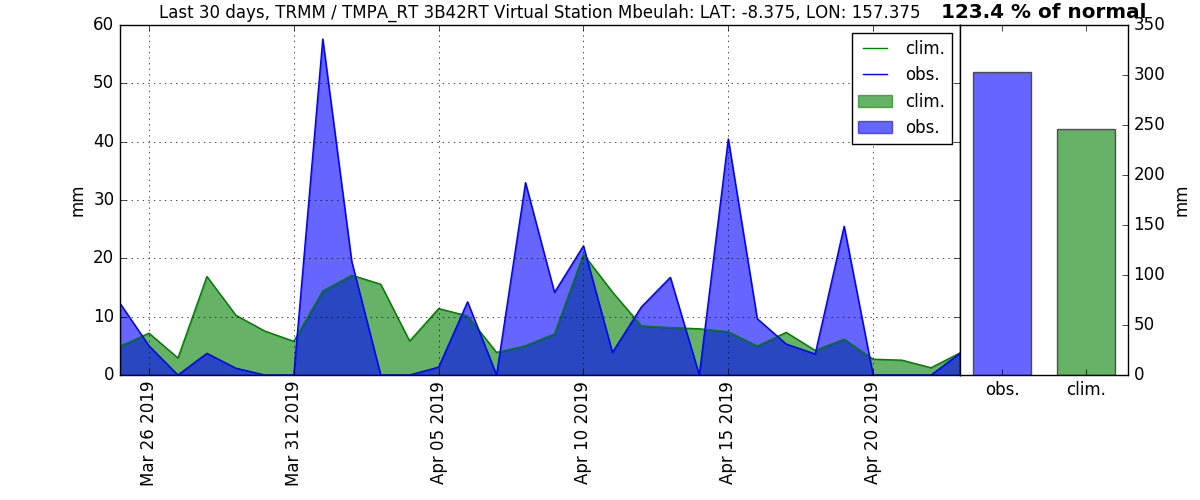 Last 30 days, TRMM / TMPA_RT 3B42RT Virtual Station Mbeulah: LAT: -8.375, LON: 157.375
123.4 % of normal
60
50
40
30
20
10
0
mm
clim.
obs.
clim.
obs.
350
300
250
200
150
100
50
0
mm
obs.
clim.
Mar 26 2019
Mar 31 2019
Apr 05 2019
Apr 10 2019
Apr 15 2019
Apr 20 2019